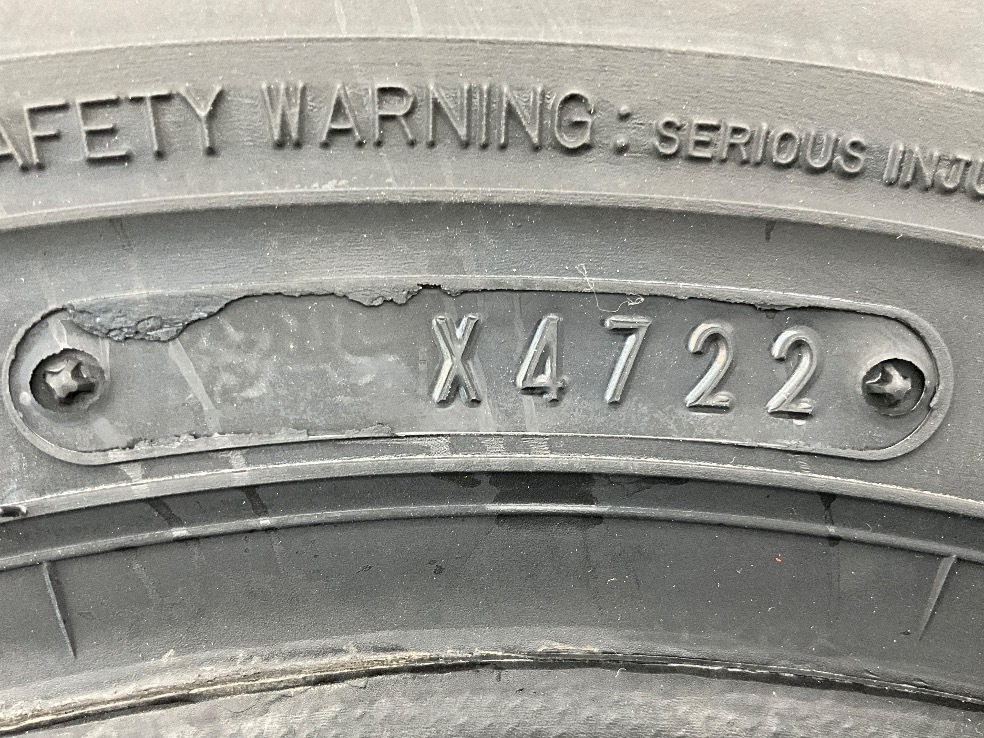 SAFETY WARNING: SERIOUS INJU
X4722